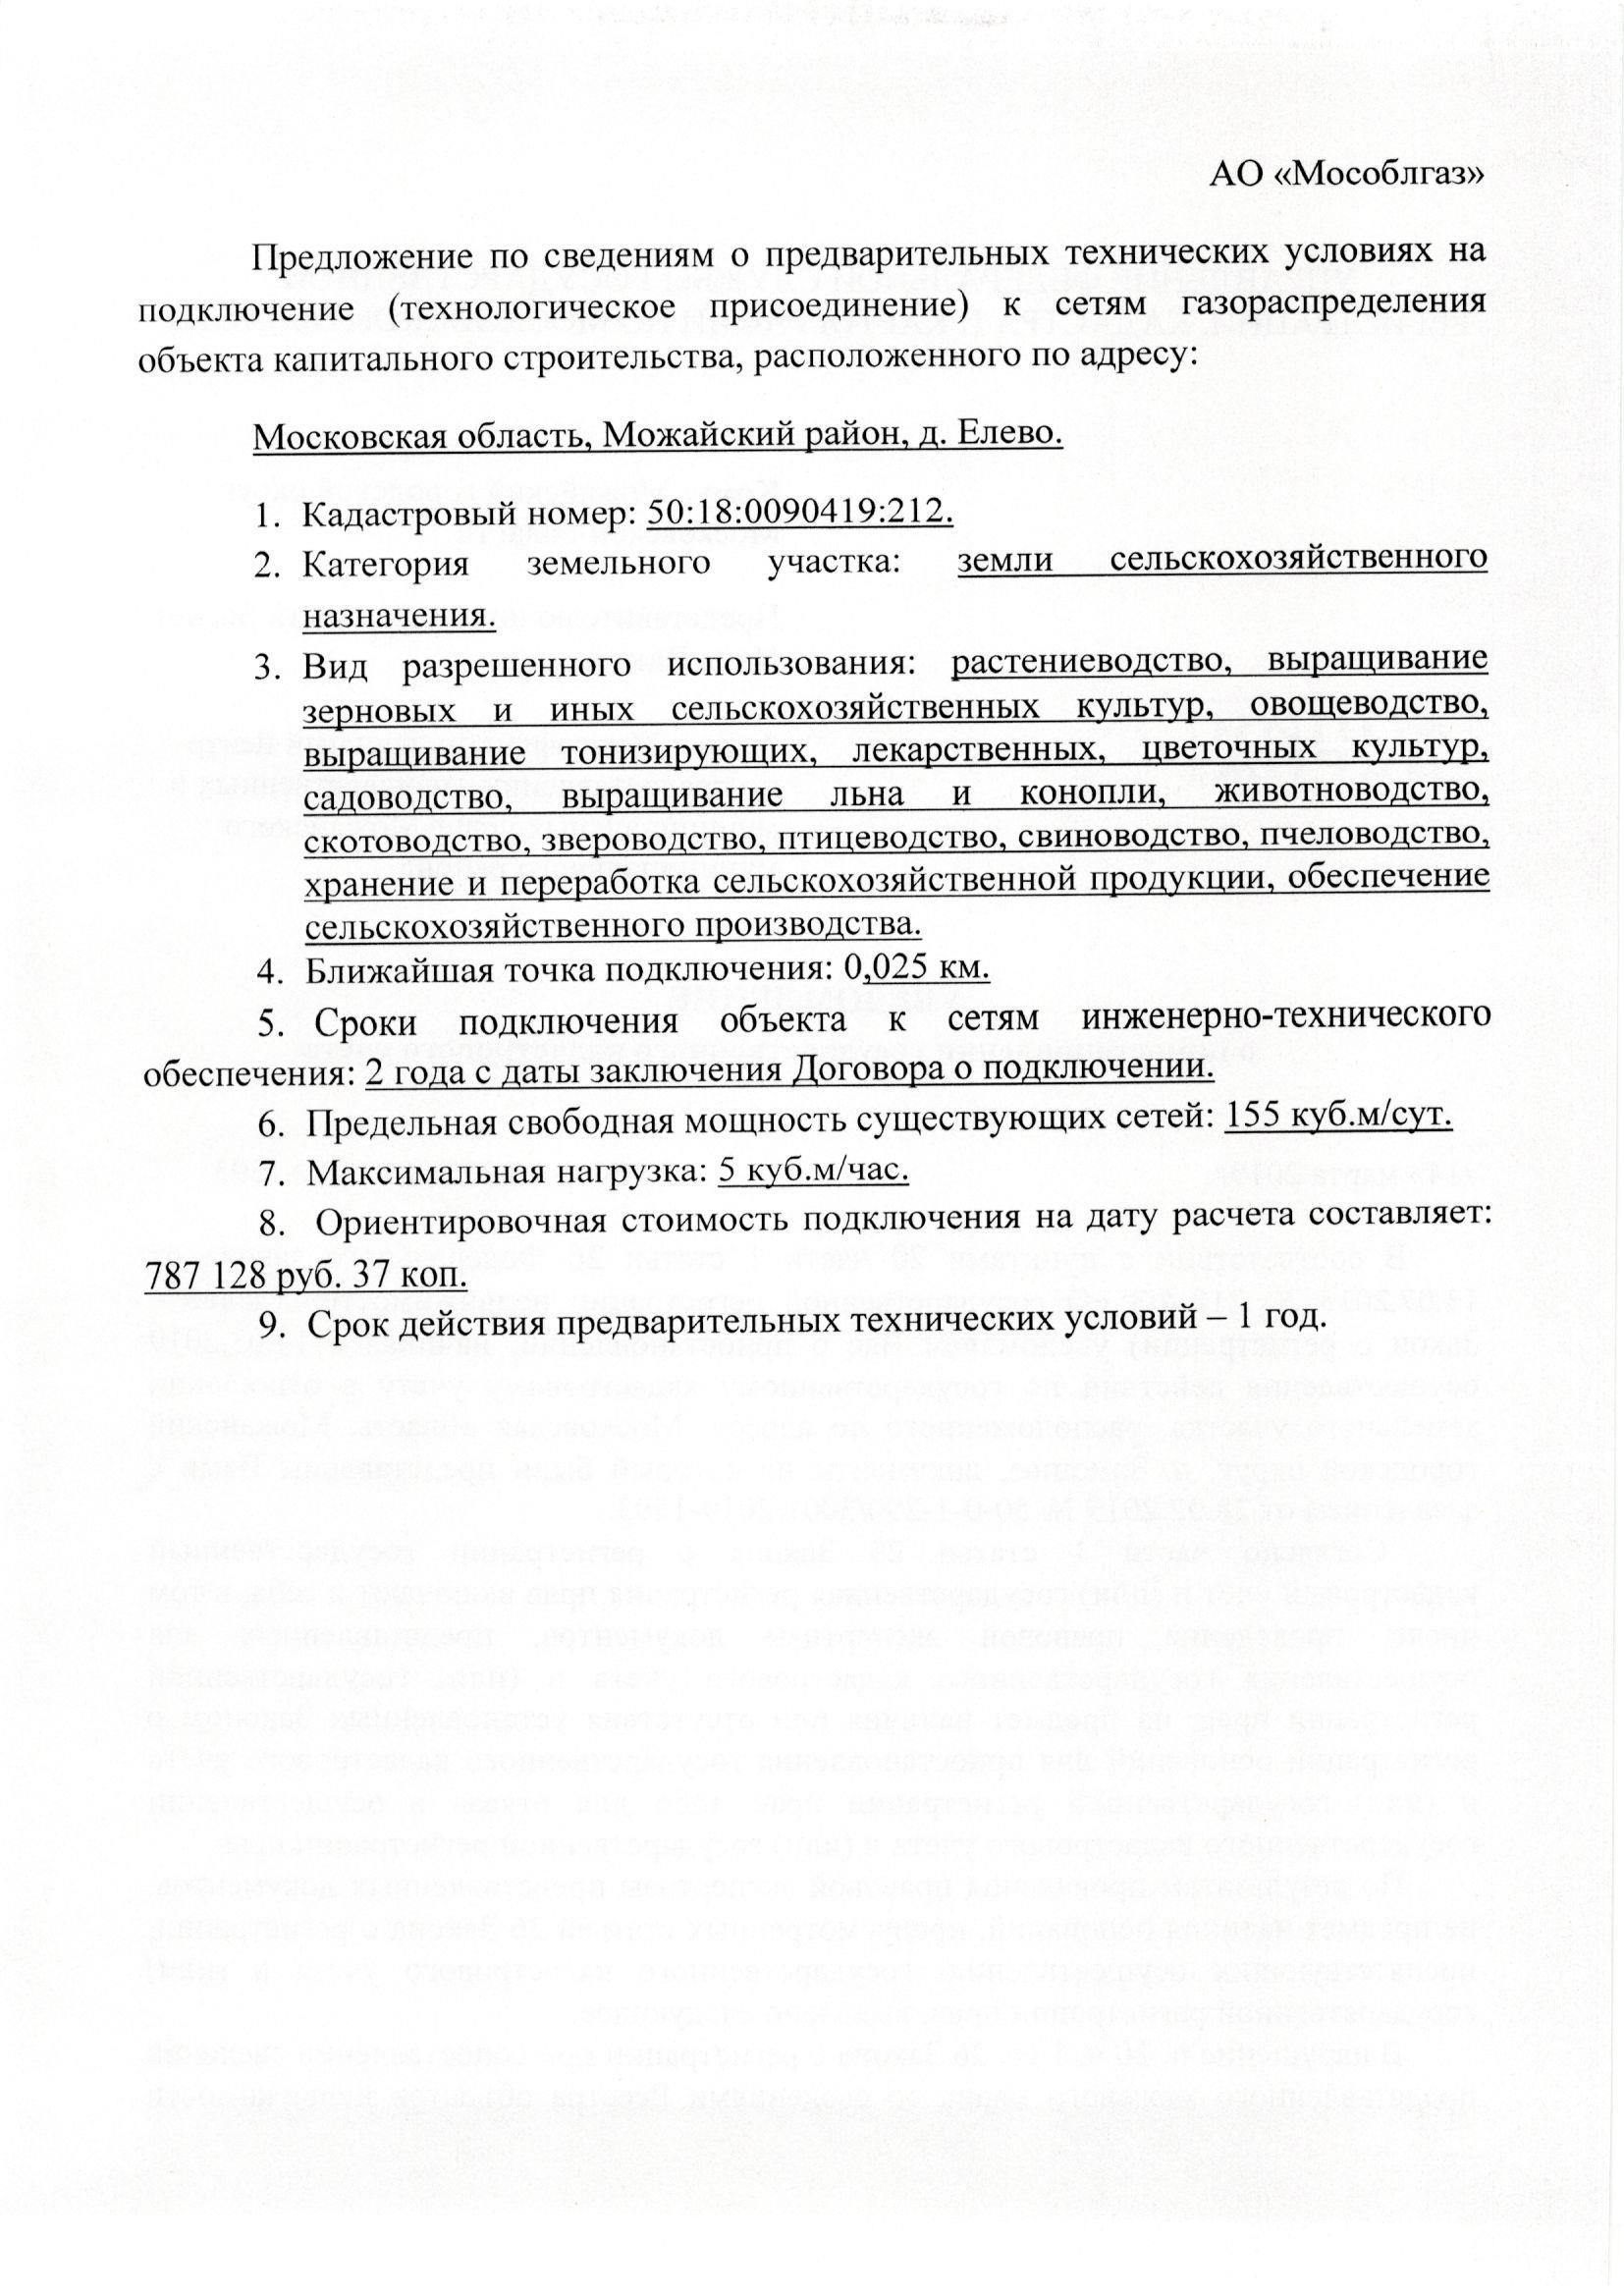 АО «Мособлгаз»
Предложение по сведениям о предварительных технических условиях на
подключение (технологическое присоединение) к сетям газораспределения
объекта капитального строительства, расположенного по адресу:
Московская область, Можайский район, д. Елево.
1. Кадастровый номер: 50:18:0090419:212.
2. Категория земельного участка: земли сельскохозяйственного
назначения.
3. Вид разрешенного использования: растениеводство, выращивание
зерновых и иных сельскохозяйственных культур, овощеводство,
выращивание тонизирующих, лекарственных, цветочных культур,
садоводство, выращивание льна и конопли, животноводство,
скотоводство, звероводство, птицеводство, свиноводство, пчеловодство,
хранение и переработка сельскохозяйственной продукции, обеспечение
сельскохозяйственного производства.
4. Ближайшая точка подключения: 0,025 км.
5. Сроки подключения объекта к сетям инженерно-технического
обеспечения: 2 года с даты заключения Договора о подключении.
6. Предельная свободная мощность существующих сетей: 155 куб.м/сут.
7. Максимальная нагрузка: 5 куб.м/час.
8. Ориентировочная стоимость подключения на дату расчета составляет:
787 128 руб. 37 коп.
9. Срок действия предварительных технических условий – 1 год.